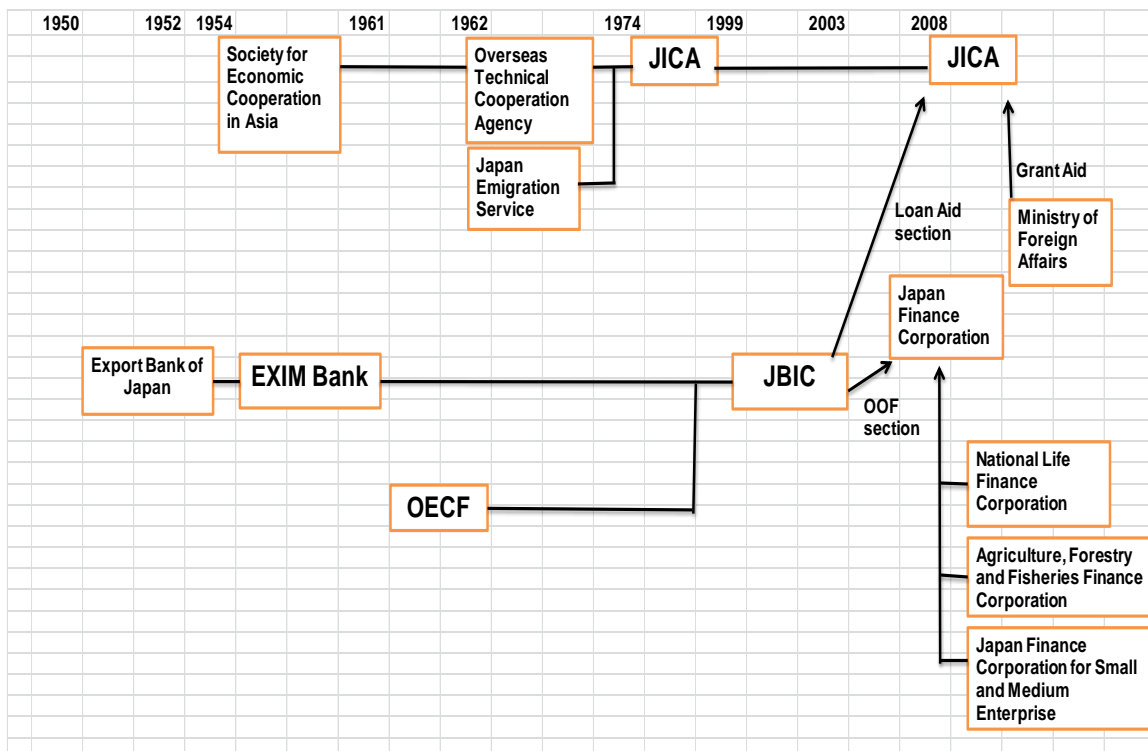 1950 1952 1954 1961 1962 1974 1999 2003 2008
Society for
Economic
Cooperation
in Asia
Overseas
Technical
Cooperation
Agency
JICA
JICA
Japan
Emigration
Service
Grant Aid
Loan Aid
section
Ministry of
Foreign
Affairs
Japan
Finance
Corporation
Export Bank of
Japan
EXIM Bank
JBIC
OOF
section
OECF
National Life
Finance
Corporation
Agriculture, Forestry
and Fisheries Finance
Corporation
Japan Finance
Corporation for Small
and Medium
Enterprise